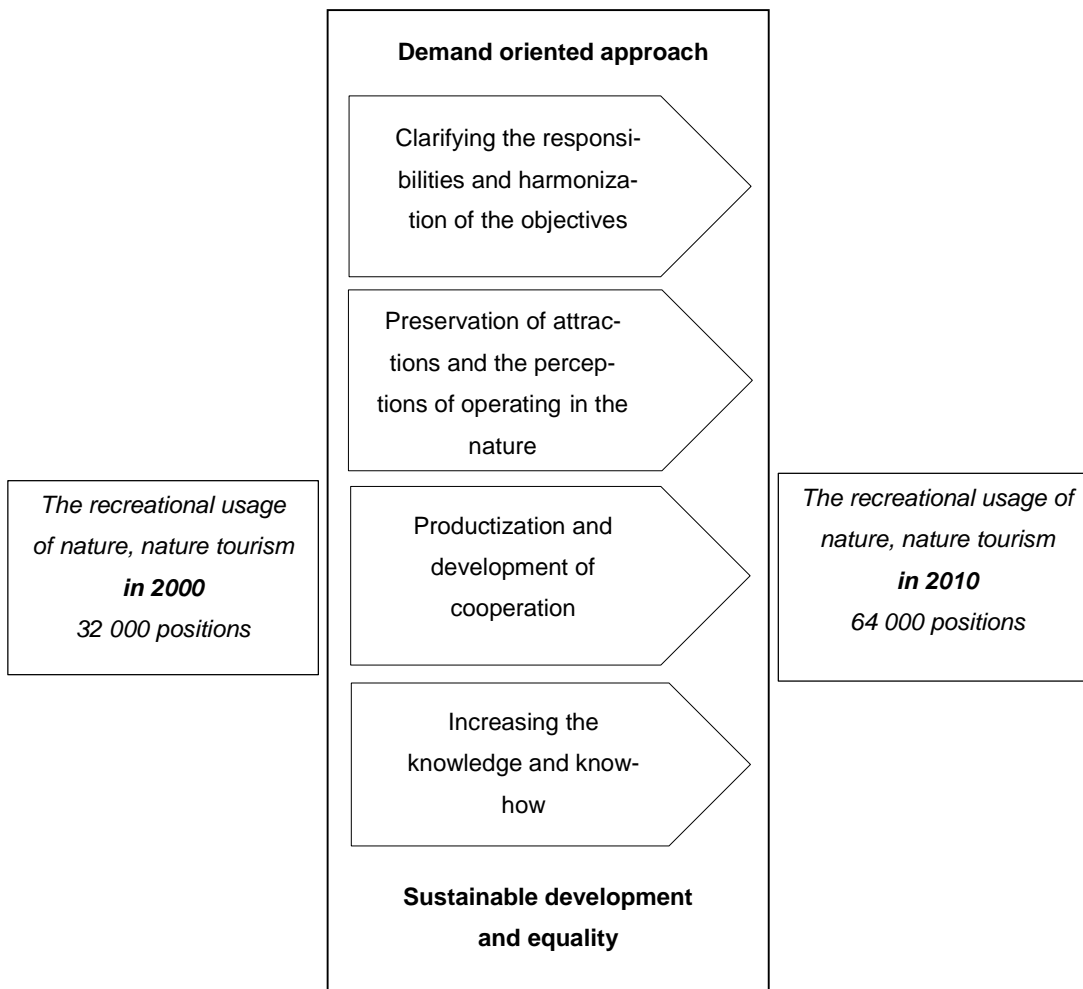 Demand oriented approach
Clarifying the responsi-
bilities and harmoniza-
tion of the objectives
Preservation of attrac-
tions and the percep-
tions of operating in the
nature
The recreational usage
of nature, nature tourism
in 2000
32 000 positions
Productization and
development of
cooperation
The recreational usage of
nature, nature tourism
in 2010
64 000 positions
Increasing the
knowledge and know-
how
Sustainable development
and equality